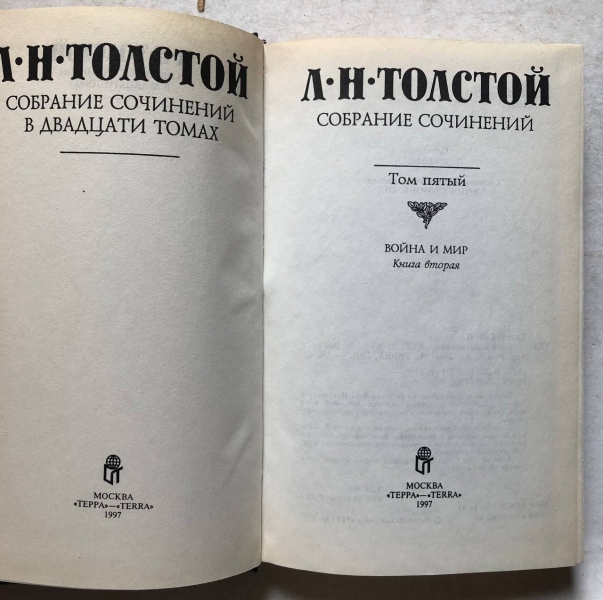 Л·Н·ТОЛСТОЙ
СОБРАНИЕ СОЧИНЕНИЙ
В ДВАДЦАТИ ТОМАХ
МОСКВА
«ТЕРРА»—«TERRA»
1997
Л·Н·ТОЛСТОЙ
СОБРАНИЕ СОЧИНЕНИЙ
Том пятый
ВОЙНА И МИР
Книга вторая
МОСКВА
«ТЕРРА»—«TERRA»
1997